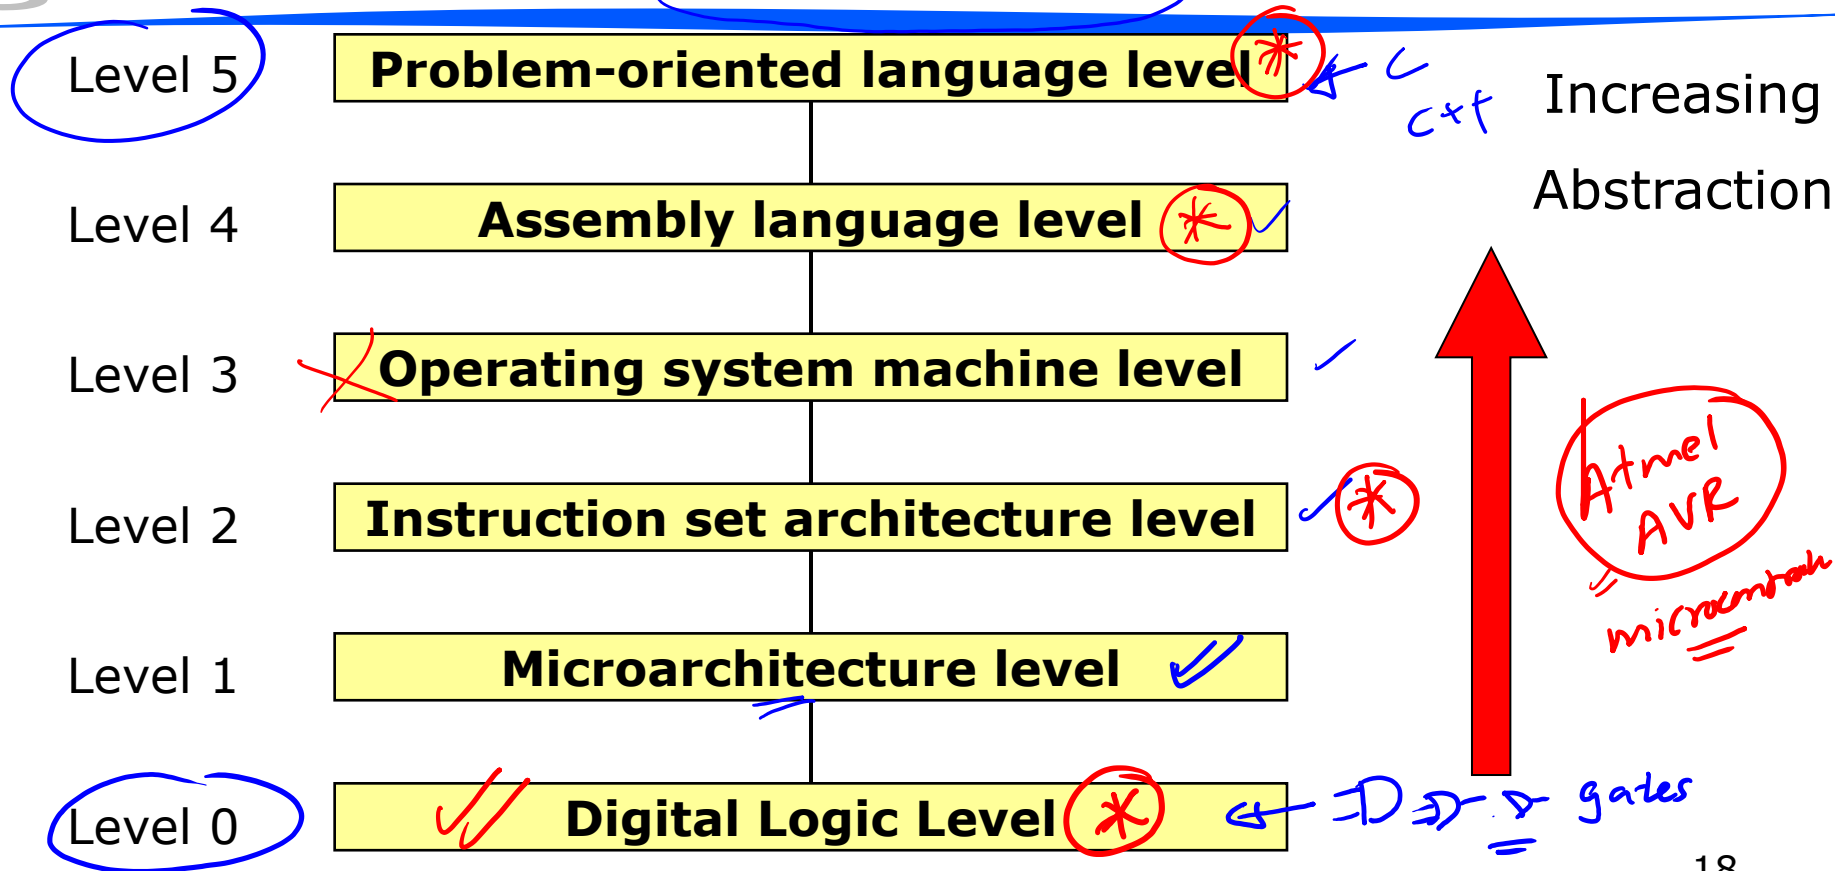 Level 5
Problem-oriented language level *
C
C++
Increasing
Abstraction
Level 4
Assembly language level *
Level 3
Operating system machine level
Level 2
Instruction set architecture level *
Atmel
AVR
Level 1
Microarchitecture level
Level 0
Digital Logic Level *
gates
18